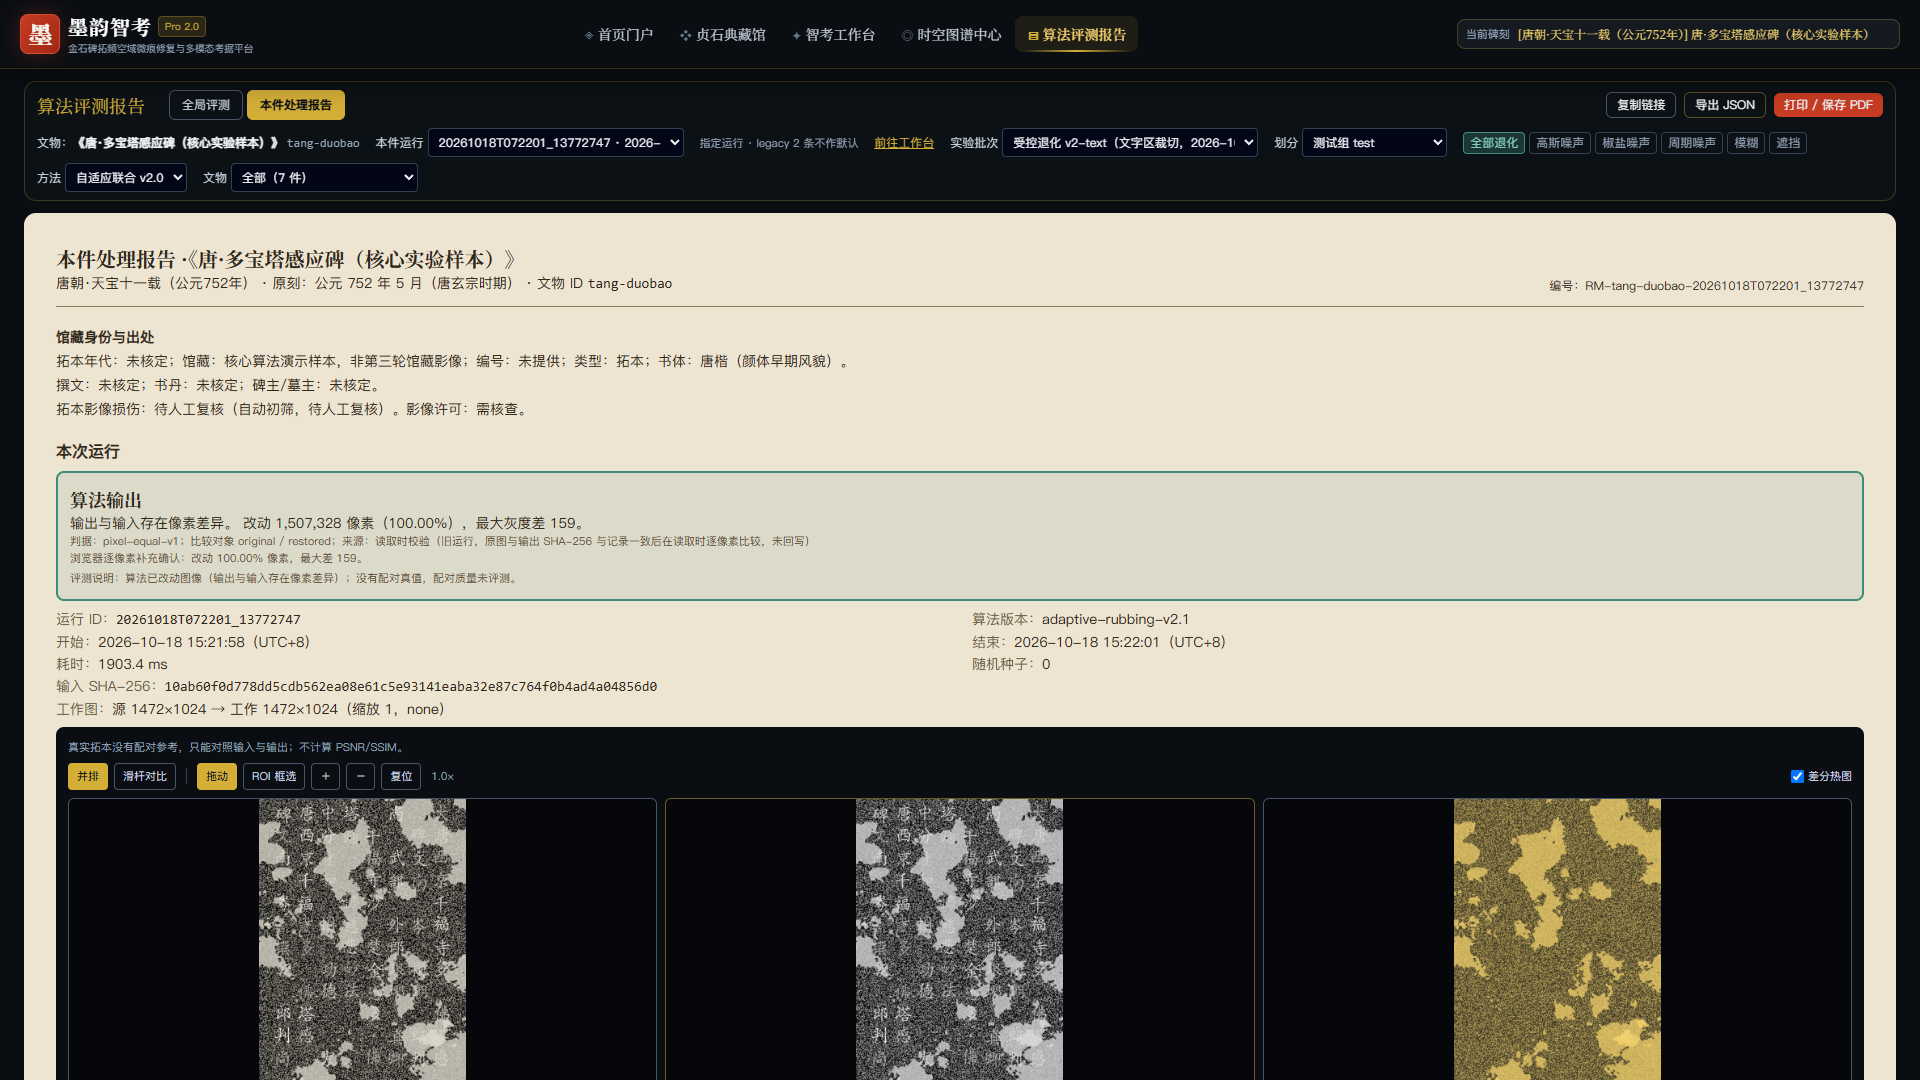 墨 墨韵智考 Pro 2.0
金石碑拓频空域微痕修复与多模态考据平台
首页门户 贞石典藏馆 智考工作台 时空图谱中心 算法评测报告
当前碑刻 [唐朝·天宝十一载（公元752年）] 唐·多宝塔感应碑（核心实验样本）
算法评测报告 全局评测 本件处理报告 复制链接 导出 JSON 打印 / 保存 PDF
文物： 《唐·多宝塔感应碑（核心实验样本）》 tang-duobao 本件运行 20261018T072201_13772747 · 2026- 指定运行 · legacy 2 条不作默认 前往工作台 实验批次 受控退化 v2-text（文字区裁切，2026-1 划分 测试组 test 全部退化 高斯噪声 椒盐噪声 周期噪声 模糊 遮挡
方法 自适应联合 v2.0 文物 全部（7 件）
本件处理报告 ·《唐·多宝塔感应碑（核心实验样本）》
唐朝·天宝十一载（公元752年） · 原刻：公元 752 年 5 月（唐玄宗时期） · 文物 ID tang-duobao
编号：RM-tang-duobao-20261018T072201_13772747
馆藏身份与出处
拓本年代：未核定；馆藏：核心算法演示样本，非第三轮馆藏影像；编号：未提供；类型：拓本；书体：唐楷（颜体早期风貌）。
撰文：未核定；书丹：未核定；碑主/墓主：未核定。
拓本影像损伤：待人工复核（自动初筛，待人工复核）。影像许可：需核查。
本次运行
算法输出
输出与输入存在像素差异。 改动 1,507,328 像素（100.00%），最大灰度差 159。
判据：pixel-equal-v1；比较对象 original / restored；来源：读取时校验（旧运行，原图与输出 SHA-256 与记录一致后在读取时逐像素比较，未回写）
浏览器逐像素补充确认：改动 100.00% 像素，最大差 159。
评测说明：算法已改动图像（输出与输入存在像素差异）；没有配对真值，配对质量未评测。
运行 ID：20261018T072201_13772747 算法版本：adaptive-rubbing-v2.1
开始：2026-10-18 15:21:58（UTC+8） 结束：2026-10-18 15:22:01（UTC+8）
耗时：1903.4 ms 随机种子：0
输入 SHA-256：10ab60f0d778dd5cdb562ea08e61c5e93141eaba32e87c764f0b4ad4a04856d0
工作图：源 1472×1024 → 工作 1472×1024（缩放 1，none）
真实拓本没有配对参考，只能对照输入与输出；不计算 PSNR/SSIM。
并排 滑杆对比 拖动 ROI 框选 + − 复位 1.0× 差分热图